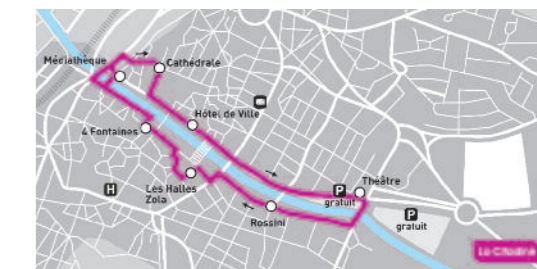 Médiathèque
Cathédrale
Hôtel de Ville
4 Fontaines
H
Les Halles
Zola
Rossini
Théâtre
P
gratuit
P
gratuit
La Citadine